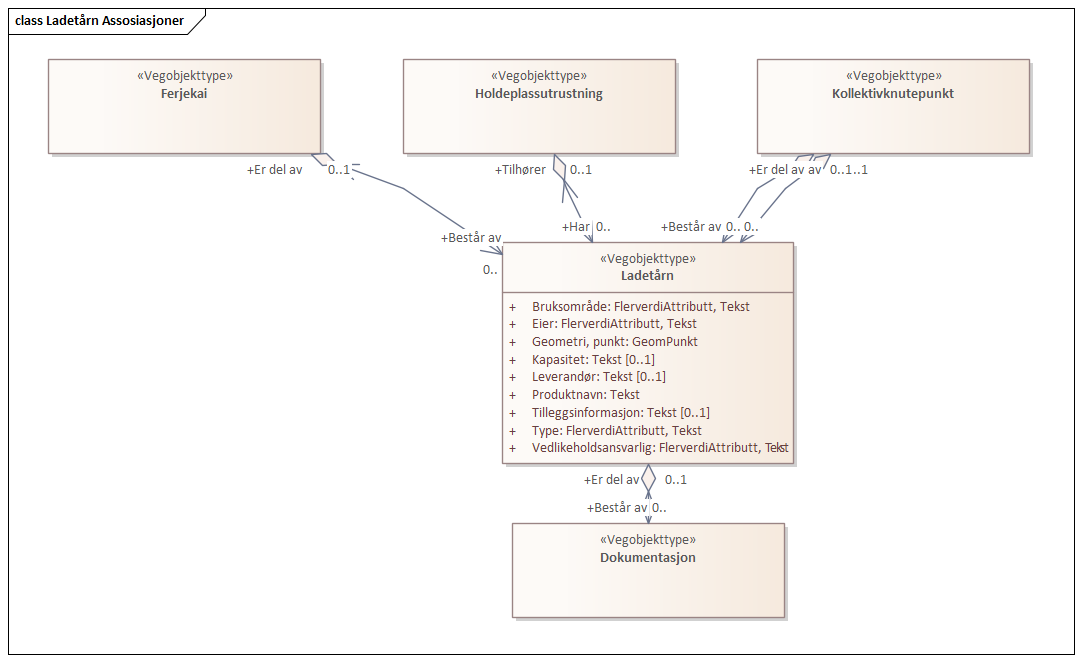 class Ladetårn Assosiasjoner
«Vegobjekttype»
Ferjekai
«Vegobjekttype»
Holdeplassutrustning
«Vegobjekttype»
Kollektivknutepunkt
+Er del av 0..1
+Tilhører 0..1
+Er del av av 0..1..1
+Består av
0..
+Har 0..
+Består av 0.. 0..
«Vegobjekttype»
Ladetårn
+ Bruksområde: FlerverdiAttributt, Tekst
+ Eier: FlerverdiAttributt, Tekst
+ Geometri, punkt: GeomPunkt
+ Kapasitet: Tekst [0..1]
+ Leverandør: Tekst [0..1]
+ Produktnavn: Tekst
+ Tilleggsinformasjon: Tekst [0..1]
+ Type: FlerverdiAttributt, Tekst
+ Vedlikeholdsansvarlig: FlerverdiAttributt, Tekst
+Er del av 0..1
+Består av 0..
«Vegobjekttype»
Dokumentasjon